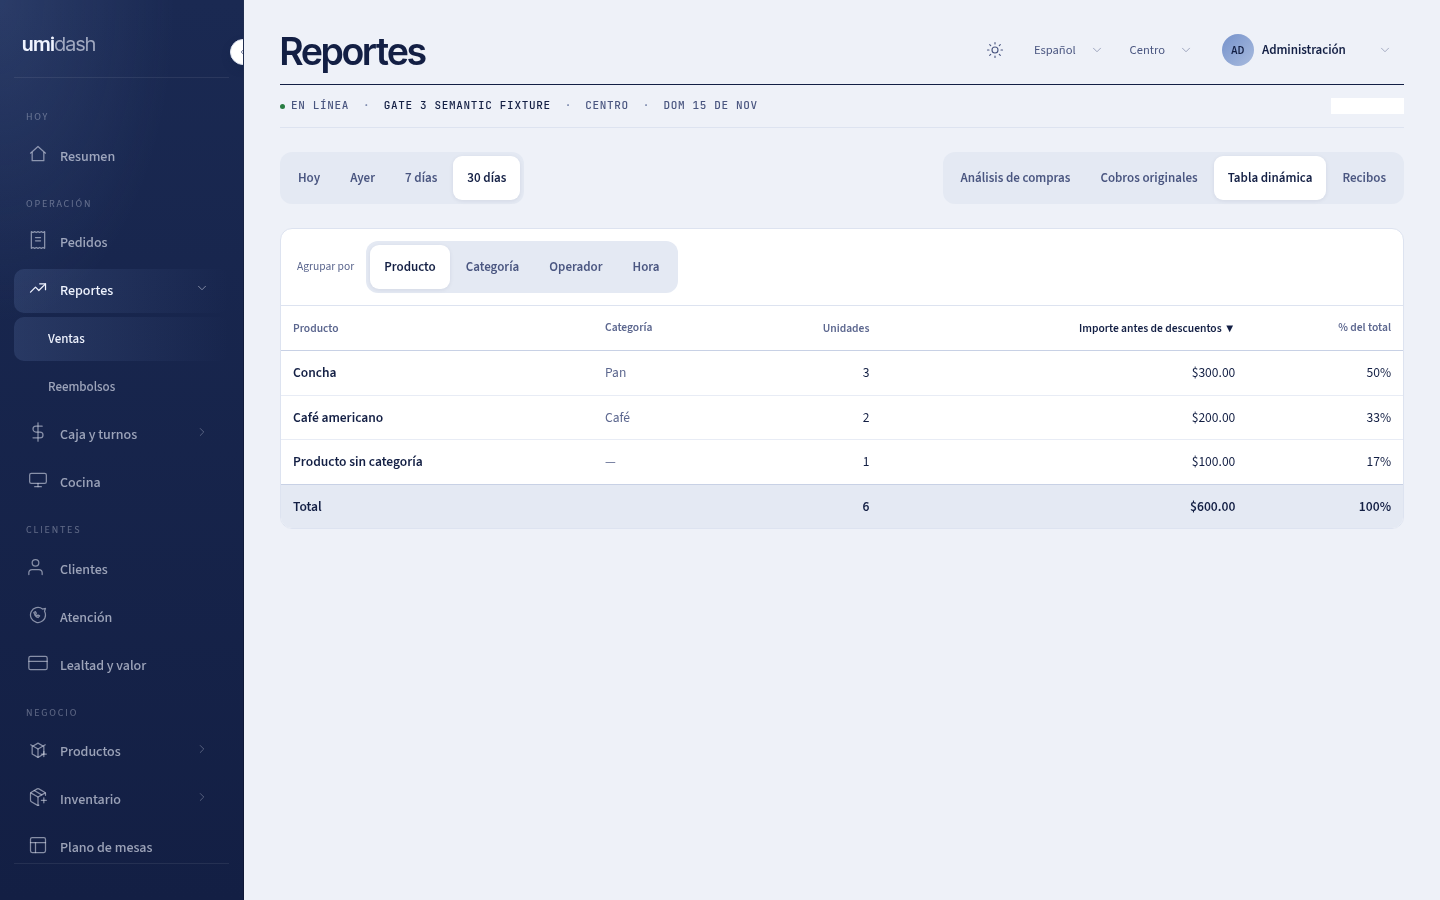 umidash
HOY
Resumen
OPERACIÓN
Pedidos
Reportes
Ventas
Reembolsos
Caja y turnos
Cocina
CLIENTES
Clientes
Atención
Lealtad y valor
NEGOCIO
Productos
Inventario
Plano de mesas
Reportes
Español
Centro
AD
Administración
EN LÍNEA · GATE 3 SEMANTIC FIXTURE · CENTRO · DOM 15 DE NOV
Hoy Ayer 7 días 30 días
Análisis de compras Cobros originales Tabla dinámica Recibos
Agrupar por Producto Categoría Operador Hora
Producto Categoría Unidades Importe antes de descuentos ▼ % del total
Concha Pan 3 $300.00 50%
Café americano Café 2 $200.00 33%
Producto sin categoría — 1 $100.00 17%
Total 6 $600.00 100%